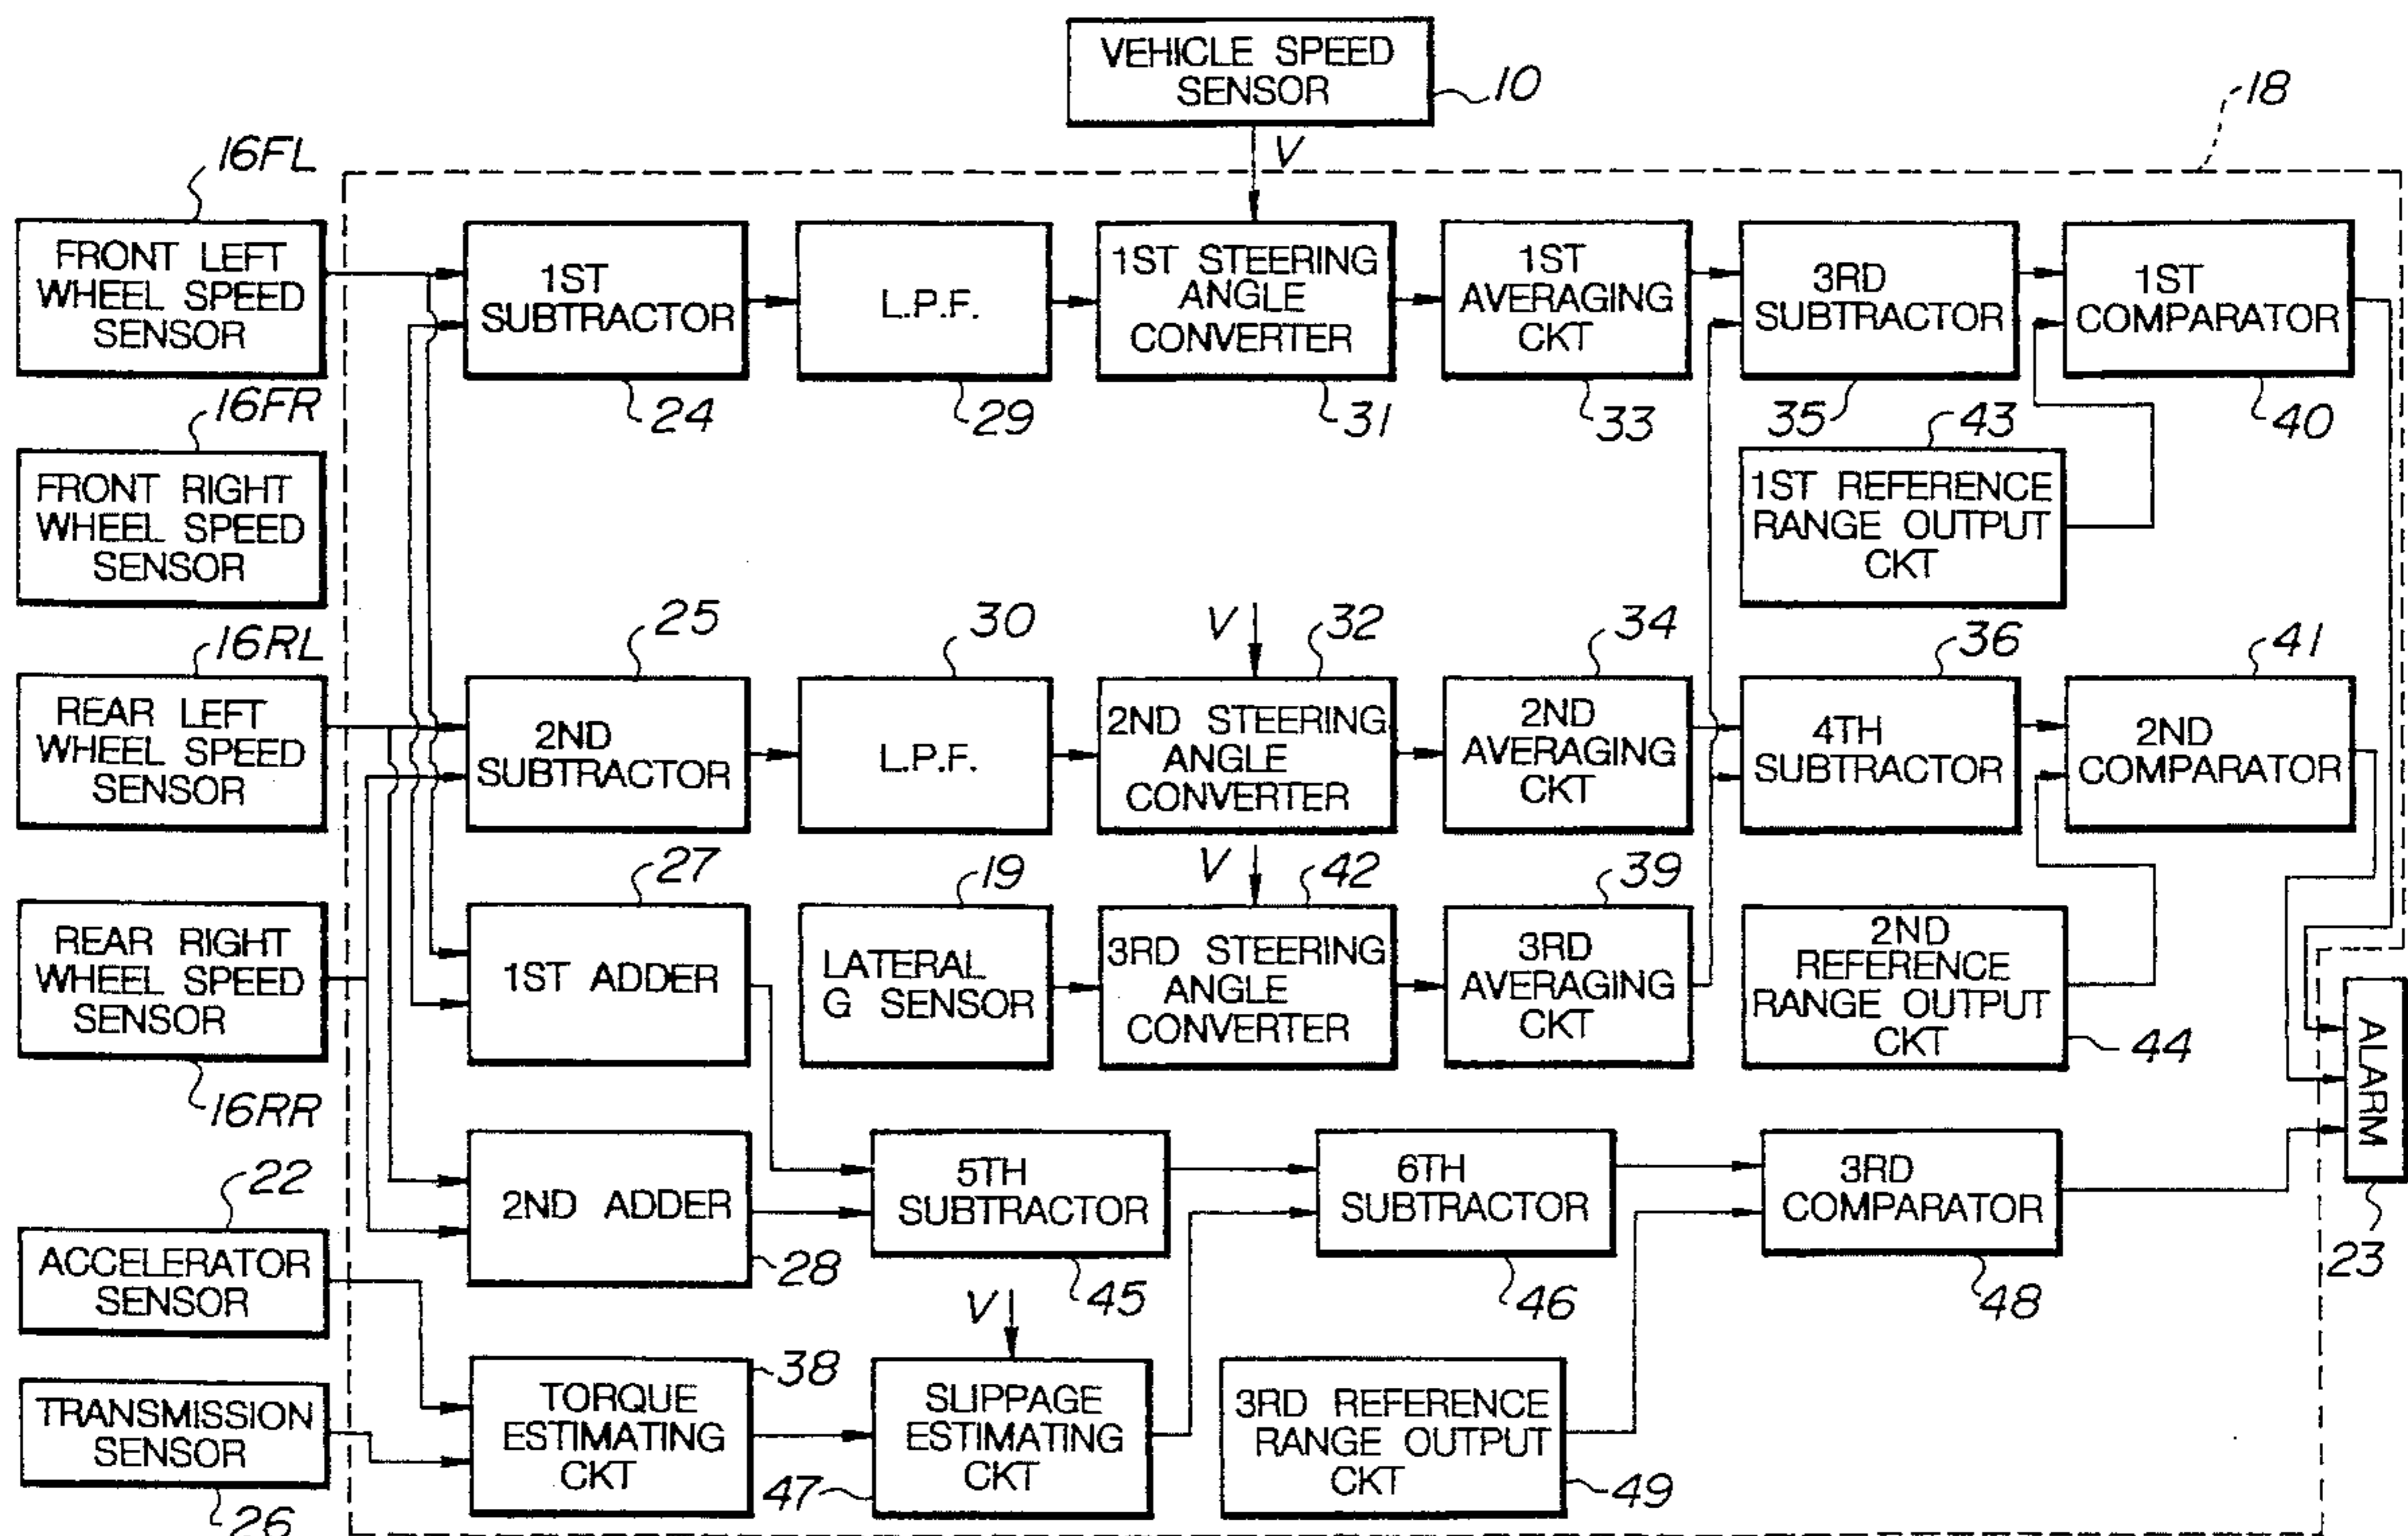 VEHICLE SPEED
SENSOR
10
V
18
16FL
FRONT LEFT
WHEEL SPEED
SENSOR
1ST
SUBTRACTOR
24
L.P.F.
29
1ST STEERING
ANGLE
CONVERTER
31
1ST
AVERAGING
CKT
33
3RD
SUBTRACTOR
35
1ST
COMPARATOR
40
16FR
FRONT RIGHT
WHEEL SPEED
SENSOR
43
1ST REFERENCE
RANGE OUTPUT
CKT
16RL
REAR LEFT
WHEEL SPEED
SENSOR
25
2ND
SUBTRACTOR
30
L.P.F.
V
32
2ND STEERING
ANGLE
CONVERTER
34
2ND
AVERAGING
CKT
36
4TH
SUBTRACTOR
41
2ND
COMPARATOR
REAR RIGHT
WHEEL SPEED
SENSOR
16RR
27
1ST ADDER
19
LATERAL
G SENSOR
V
42
3RD STEERING
ANGLE
CONVERTER
39
3RD
AVERAGING
CKT
2ND
REFERENCE
RANGE OUTPUT
CKT
44
ALARM
23
2ND ADDER
28
5TH
SUBTRACTOR
45
6TH
SUBTRACTOR
46
3RD
COMPARATOR
48
22
ACCELERATOR
SENSOR
TRANSMISSION
SENSOR
26
38
TORQUE
ESTIMATING
CKT
V
SLIPPAGE
ESTIMATING
CKT
47
3RD REFERENCE
RANGE OUTPUT
CKT
49